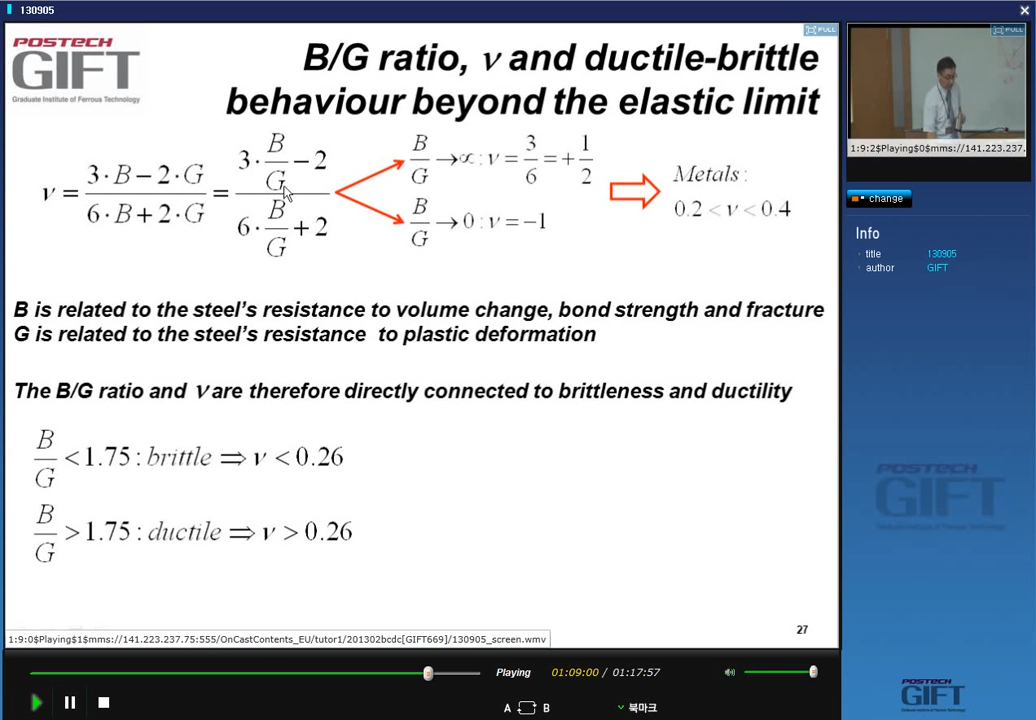 130905
POSTECH
GIFT
Graduate Institute of Ferrous Technology
FULL
B/G ratio, ν and ductile-brittle
behaviour beyond the elastic limit
ν = (3·B − 2·G)/(6·B + 2·G) = (3·B/G − 2)/(6·B/G + 2)
B/G → ∝ : ν = 3/6 = + 1/2
B/G → 0 : ν = −1
Metals :
0.2 < ν < 0.4
B is related to the steel's resistance to volume change, bond strength and fracture
G is related to the steel's resistance to plastic deformation
The B/G ratio and ν are therefore directly connected to brittleness and ductility
B/G < 1.75 : brittle ⇒ ν < 0.26
B/G > 1.75 : ductile ⇒ ν > 0.26
27
1:9:0$Playing$1$mms://141.223.237.75:555/OnCastContents_EU/tutor1/201302bcdc[GIFT669]/130905_screen.wmv
Playing 01:09:00 / 01:17:57
A B 북마크
FULL
1:9:2$Playing$0$mms://141.223.237.
change
Info
title 130905
author GIFT
POSTECH
GIFT
POSTECH
GIFT